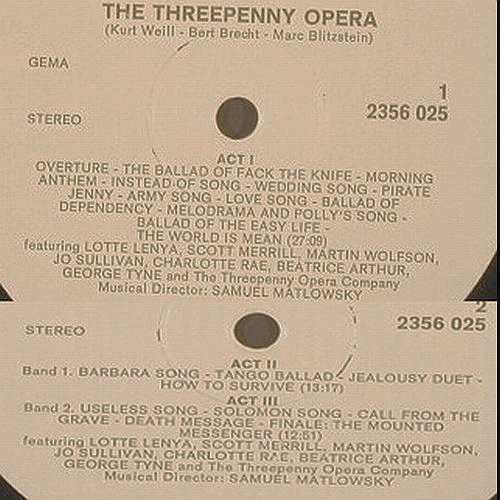 THE THREEPENNY OPERA
(Kurt Weill - Bert Brecht - Marc Blitzstein)
GEMA
1
2356 025
STEREO
ACT I
OVERTURE - THE BALLAD OF FACK THE KNIFE - MORNING
ANTHEM - INSTEAD OF SONG - WEDDING SONG - PIRATE
JENNY - ARMY SONG - LOVE SONG - BALLAD OF
DEPENDENCY - MELODRAMA AND POLLY'S SONG -
BALLAD OF THE EASY LIFE -
THE WORLD IS MEAN (27:09)
featuring LOTTE LENYA, SCOTT MERRILL, MARTIN WOLFSON,
JO SULLIVAN, CHARLOTTE RAE, BEATRICE ARTHUR,
GEORGE TYNE and The Threepenny Opera Company
Musical Director: SAMUEL MATLOWSKY
2
2356 025
STEREO
ACT II
Band 1. BARBARA SONG - TANGO BALLAD - JEALOUSY DUET -
HOW TO SURVIVE (13:17)
ACT III
Band 2. USELESS SONG - SOLOMON SONG - CALL FROM THE
GRAVE - DEATH MESSAGE - FINALE: THE MOUNTED
MESSENGER (12:51)
featuring LOTTE LENYA, SCOTT MERRILL, MARTIN WOLFSON,
JO SULLIVAN, CHARLOTTE RAE, BEATRICE ARTHUR,
GEORGE TYNE and The Threepenny Opera Company
Musical Director: SAMUEL MATLOWSKY